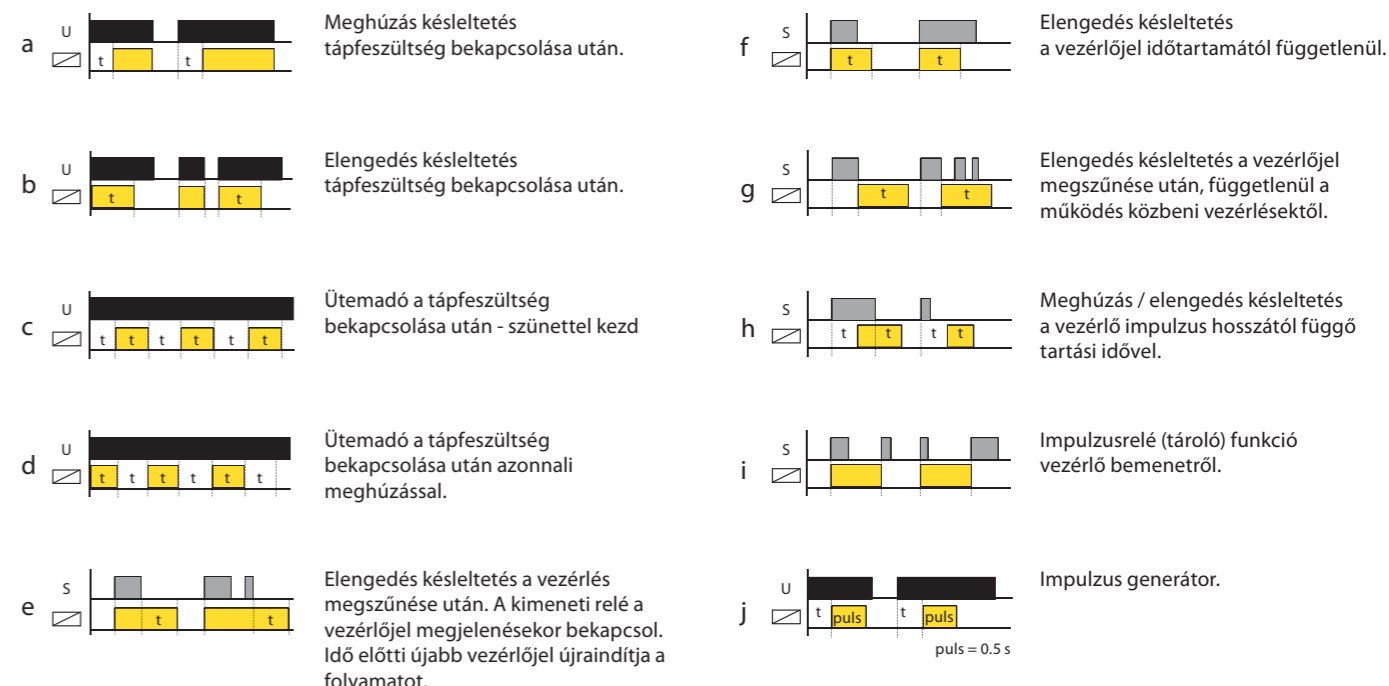 a
U
t
t
Meghúzás késleltetés
tápfeszültség bekapcsolása után.
b
U
t
t
Elengedés késleltetés
tápfeszültség bekapcsolása után.
c
U
t t t t t t
Ütemadó a tápfeszültség
bekapcsolása után - szünettel kezd
d
U
t t t t t t
Ütemadó a tápfeszültség
bekapcsolása után azonnali
meghúzással.
e
S
t
t
Elengedés késleltetés a vezérlés
megszűnése után. A kimeneti relé a
vezérlőjel megjelenésekor bekapcsol.
Idő előtti újabb vezérlőjel újraindítja a
folyamatot.
f
S
t
t
Elengedés késleltetés
a vezérlőjel időtartamától függetlenül.
g
S
t
t
Elengedés késleltetés a vezérlőjel
megszűnése után, függetlenül a
működés közbeni vezérlésektől.
h
S
t t t t
Meghúzás / elengedés késleltetés
a vezérlő impulzus hosszától függő
tartási idővel.
i
S
Impulzusrelé (tároló) funkció
vezérlő bemenetről.
j
U
t puls t puls
puls = 0.5 s
Impulzus generátor.